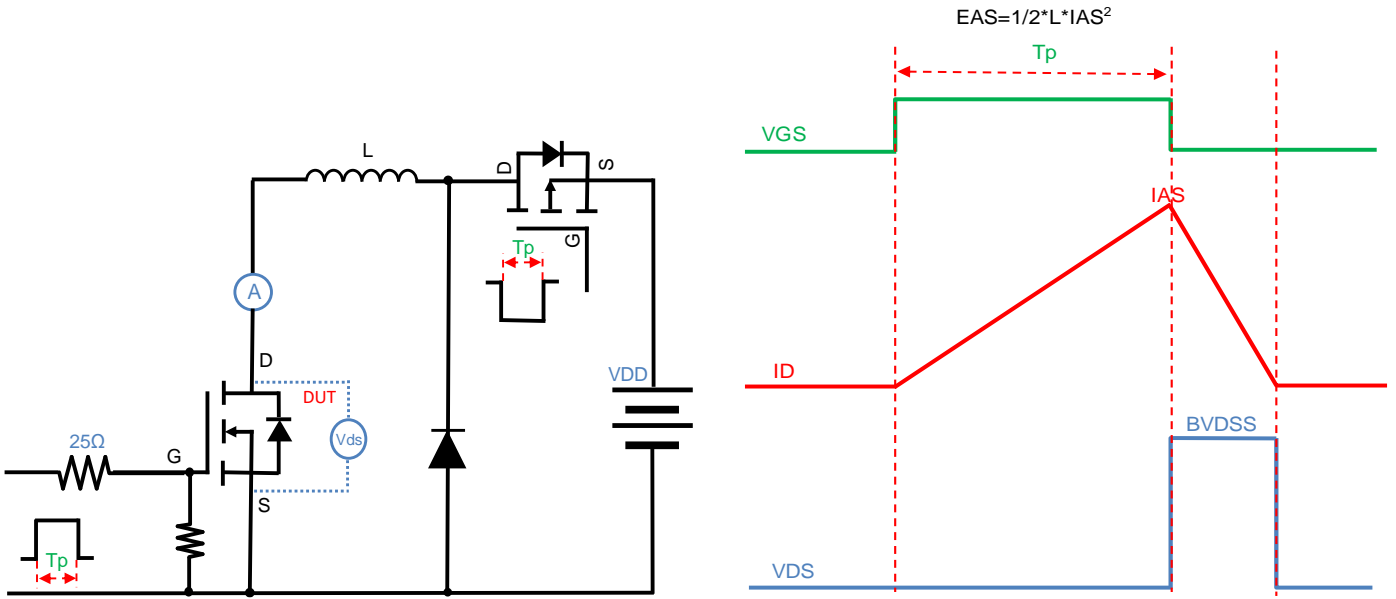 EAS=1/2*L*IAS²
Tp
VGS
IAS
ID
BVDSS
VDS
L
D
S
G
Tp
A
D
DUT
Vds
VDD
25Ω
G
S
Tp